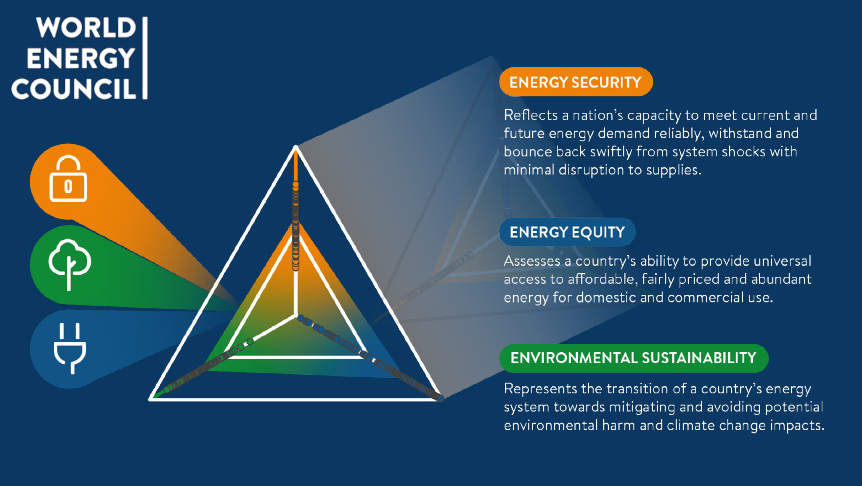 WORLD
ENERGY
COUNCIL
ENERGY SECURITY
Reflects a nation's capacity to meet current and
future energy demand reliably, withstand and
bounce back swiftly from system shocks with
minimal disruption to supplies.
ENERGY EQUITY
Assesses a country's ability to provide universal
access to affordable, fairly priced and abundant
energy for domestic and commercial use.
ENVIRONMENTAL SUSTAINABILITY
Represents the transition of a country's energy
system towards mitigating and avoiding potential
environmental harm and climate change impacts.